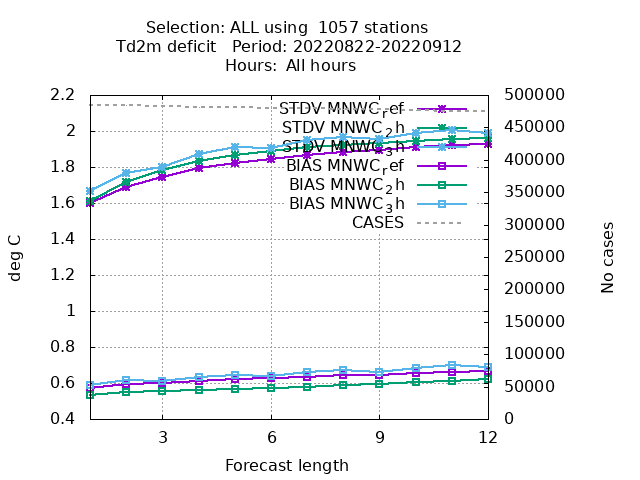 Selection: ALL using  1057 stations
Td2m deficit   Period: 20220822-20220912
Hours:  All hours
2.2
2
1.8
1.6
1.4
1.2
1
0.8
0.6
0.4
deg C
500000
450000
400000
350000
300000
250000
200000
150000
100000
50000
0
No cases
STDV MNWC_ref
STDV MNWC_2h
STDV MNWC_3h
BIAS MNWC_ref
BIAS MNWC_2h
BIAS MNWC_3h
CASES
3 6 9 12
Forecast length